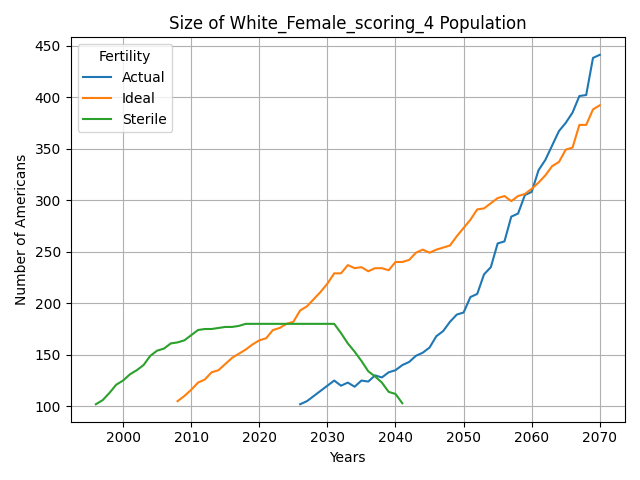 Size of White_Female_scoring_4 Population
Number of Americans
450
400
350
300
250
200
150
100
Fertility
Actual
Ideal
Sterile
2000 2010 2020 2030 2040 2050 2060 2070
Years